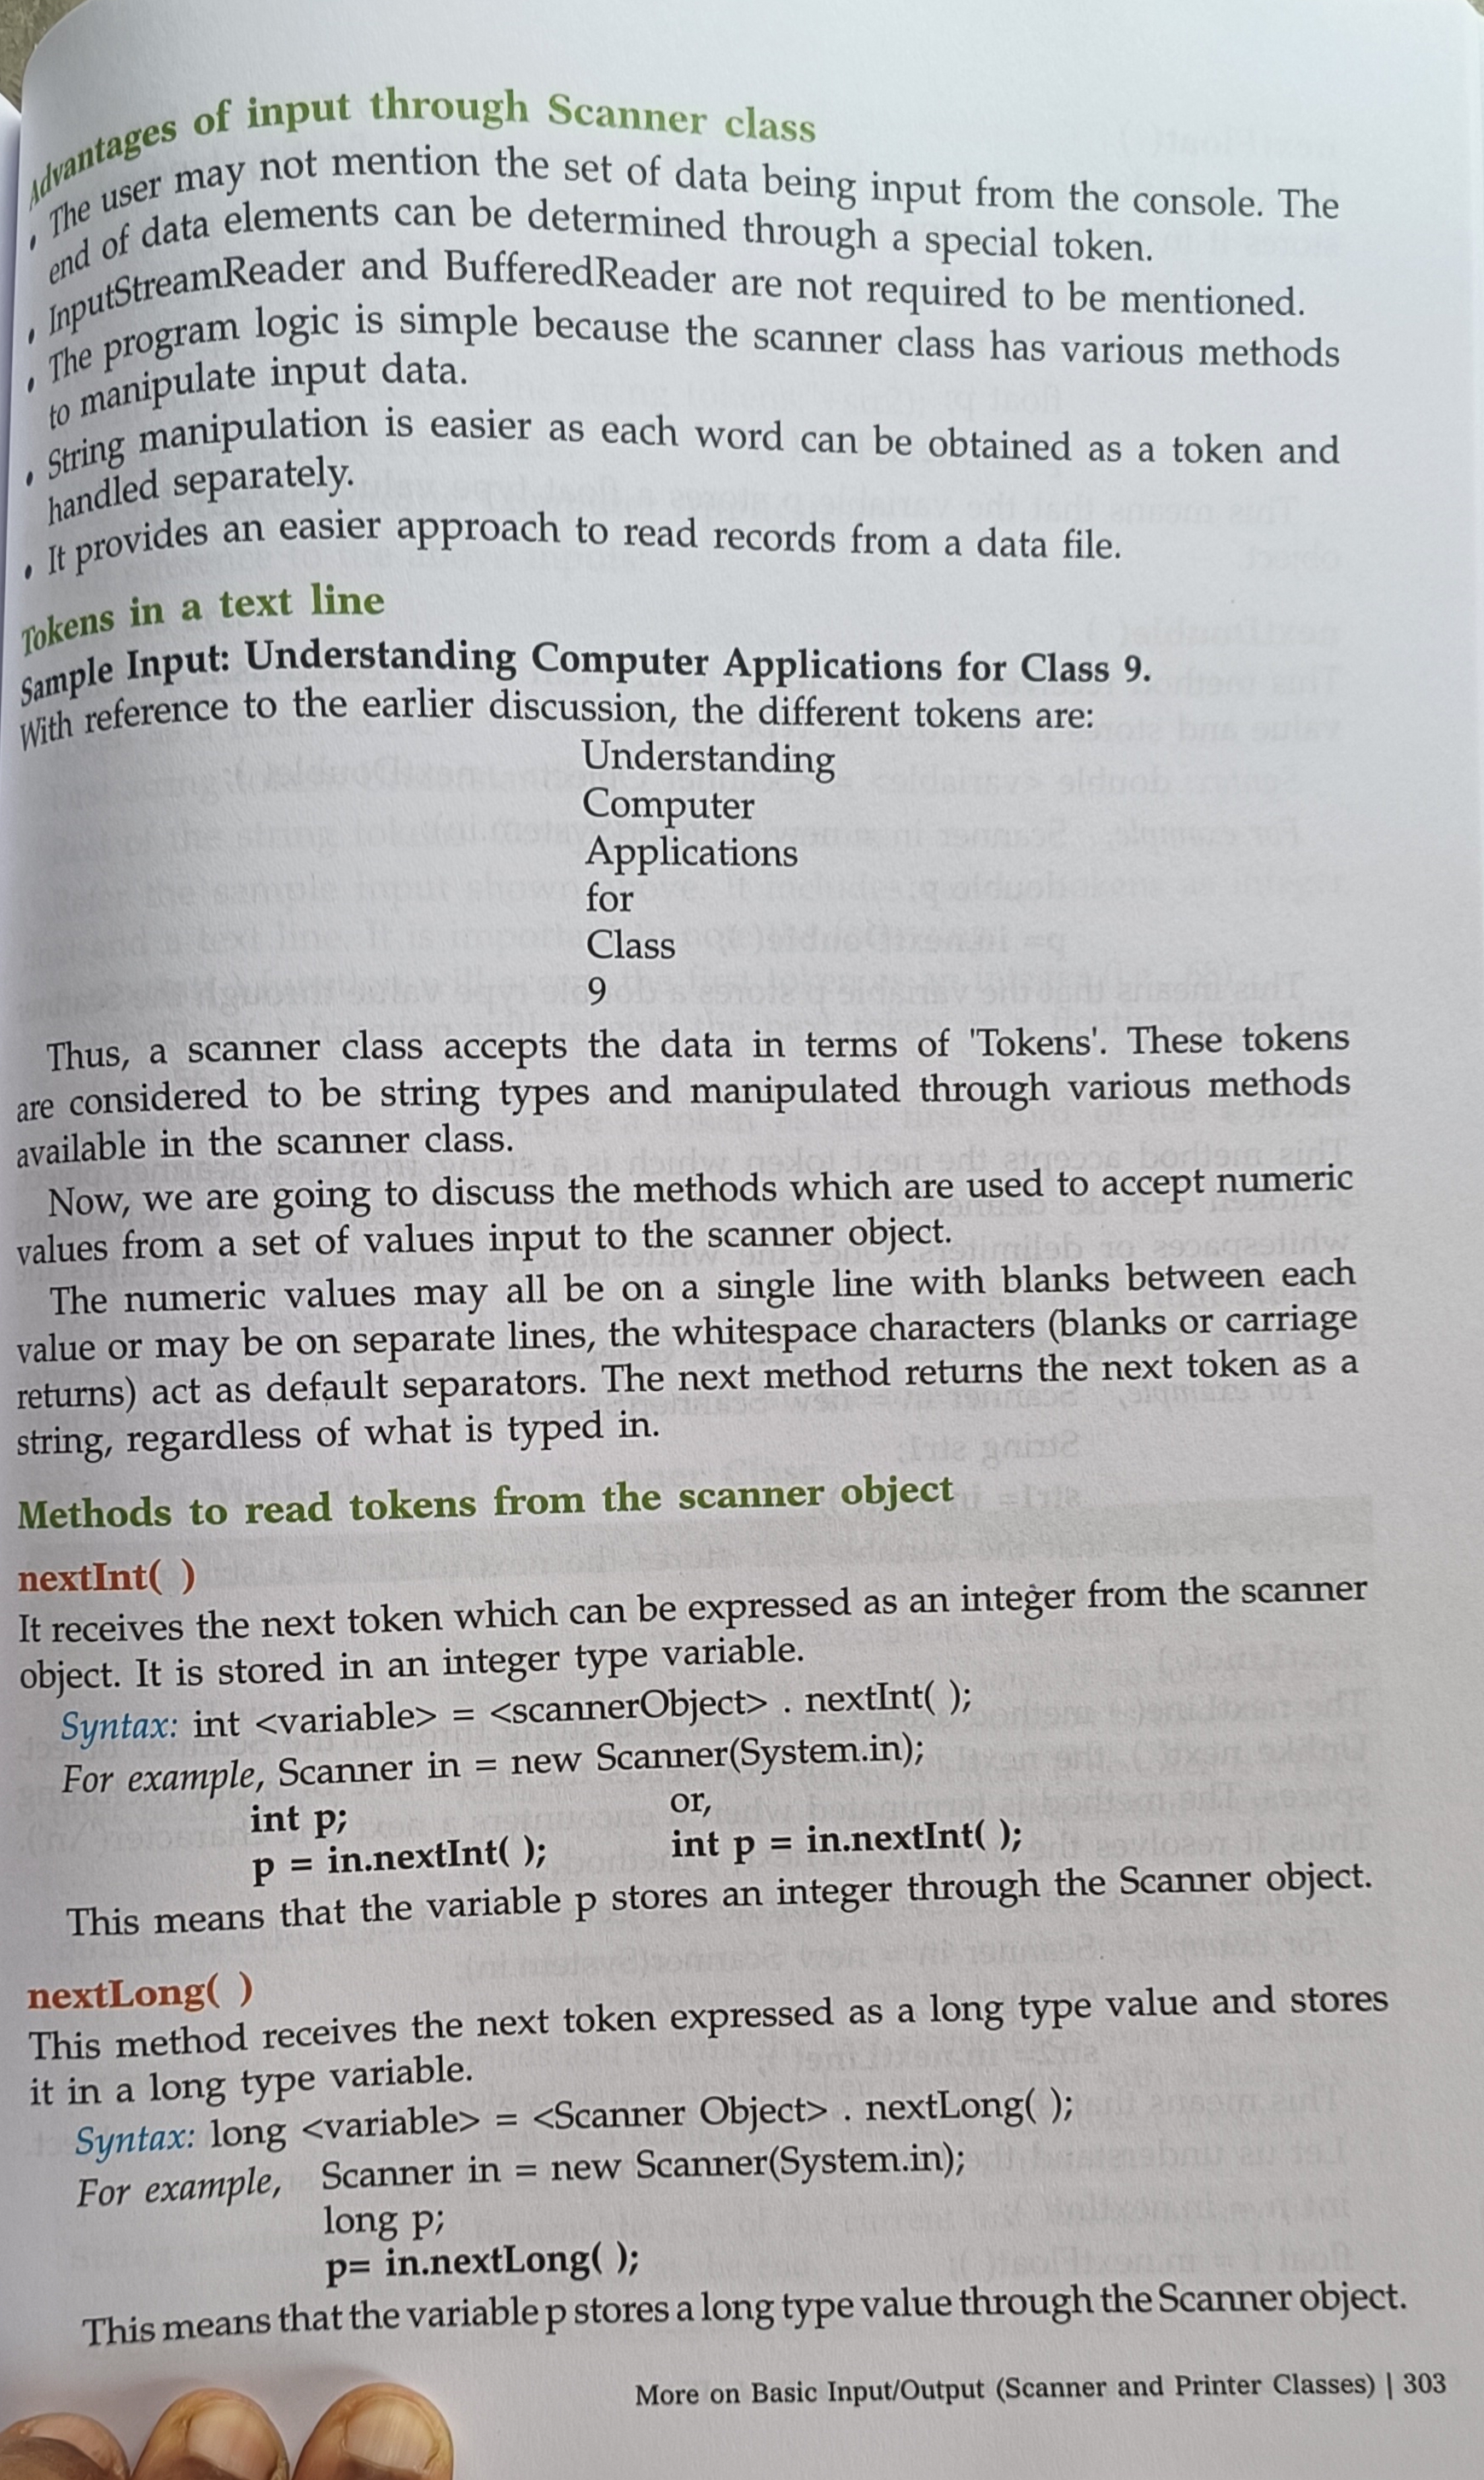 Advantages of input through Scanner class
• The user may not mention the set of data being input from the console. The
end of data elements can be determined through a special token.
• InputStreamReader and BufferedReader are not required to be mentioned.
• The program logic is simple because the scanner class has various methods
to manipulate input data.
• String manipulation is easier as each word can be obtained as a token and
handled separately.
• It provides an easier approach to read records from a data file.
Tokens in a text line
Sample Input: Understanding Computer Applications for Class 9.
With reference to the earlier discussion, the different tokens are:
Understanding
Computer
Applications
for
Class
9
Thus, a scanner class accepts the data in terms of 'Tokens'. These tokens
are considered to be string types and manipulated through various methods
available in the scanner class.
Now, we are going to discuss the methods which are used to accept numeric
values from a set of values input to the scanner object.
The numeric values may all be on a single line with blanks between each
value or may be on separate lines, the whitespace characters (blanks or carriage
returns) act as default separators. The next method returns the next token as a
string, regardless of what is typed in.
Methods to read tokens from the scanner object
nextInt( )
It receives the next token which can be expressed as an integer from the scanner
object. It is stored in an integer type variable.
Syntax: int <variable> = <scannerObject> . nextInt( );
For example, Scanner in = new Scanner(System.in);
int p; or,
p = in.nextInt( ); int p = in.nextInt( );
This means that the variable p stores an integer through the Scanner object.
nextLong( )
This method receives the next token expressed as a long type value and stores
it in a long type variable.
Syntax: long <variable> = <Scanner Object> . nextLong( );
For example, Scanner in = new Scanner(System.in);
long p;
p= in.nextLong( );
This means that the variable p stores a long type value through the Scanner object.
More on Basic Input/Output (Scanner and Printer Classes) | 303